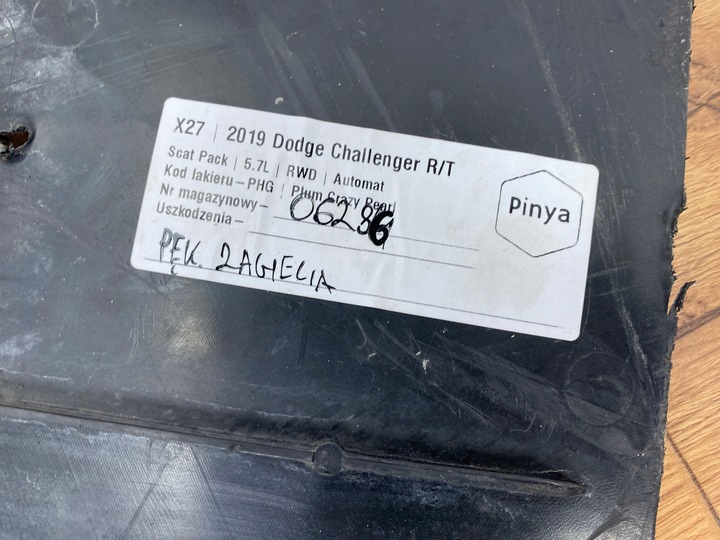 X27 | 2019 Dodge Challenger R/T
Scat Pack | 5.7L | RWD | Automat
Kod lakieru – PHG | Plum Crazy Pearl
Nr magazynowy – 06286
Uszkodzenia –
PĘK. ZAGIĘCIA
Pinya